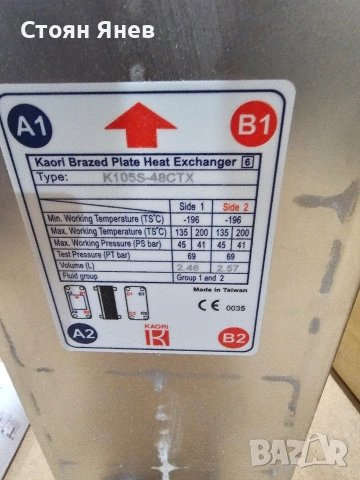 Стоян Янев
A1
B1
Kaori Brazed Plate Heat Exchanger 6
Type: K105S-48CTX
Side 1 Side 2
Min. Working Temperature (TS°C) -196 -196
Max. Working Temperature (TS°C) 135 200 135 200
Max. Working Pressure (PS bar) 45 41 45 41
Test Pressure (PT bar) 69 69
Volume (L) 2.46 2.57
Fluid group Group 1 and 2
Made in Taiwan
CE 0035
KAORI
A2
B2
BAZAR